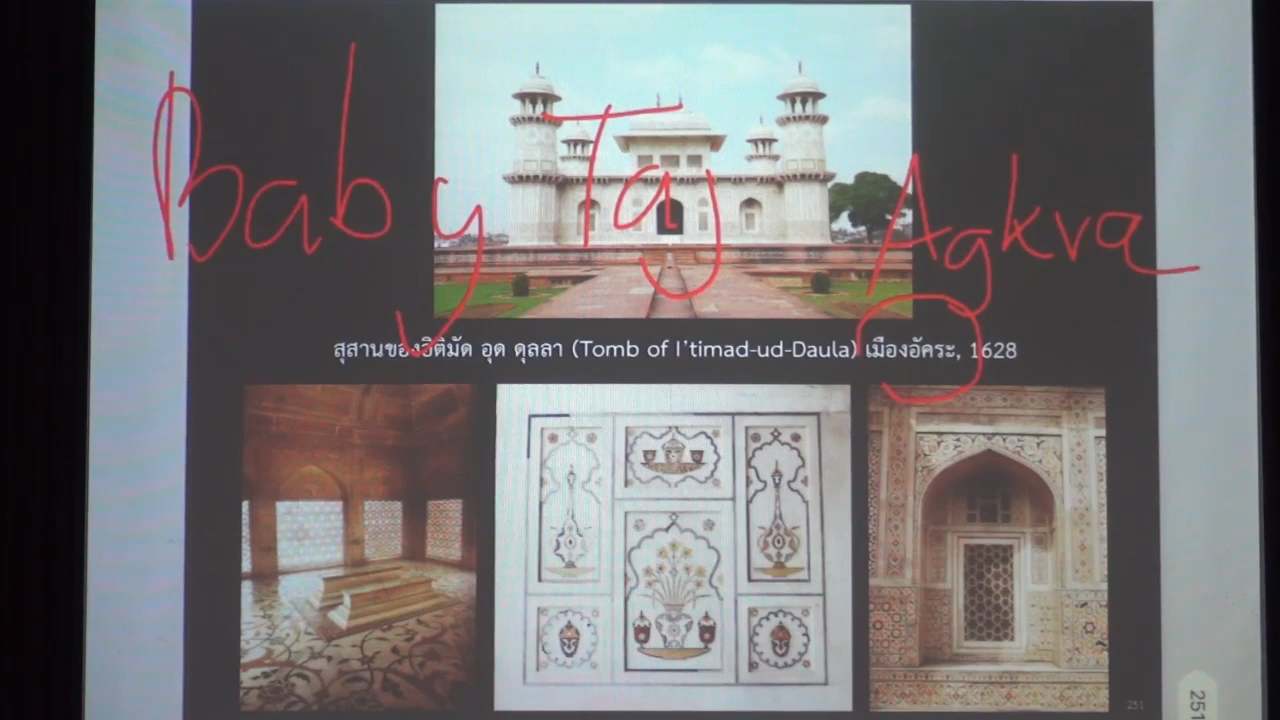 Baby Taj Agkra
สุสานของอิติมัด อุด ดุลลา (Tomb of I'timad-ud-Daula) เมืองอัคระ, 1628
251
251